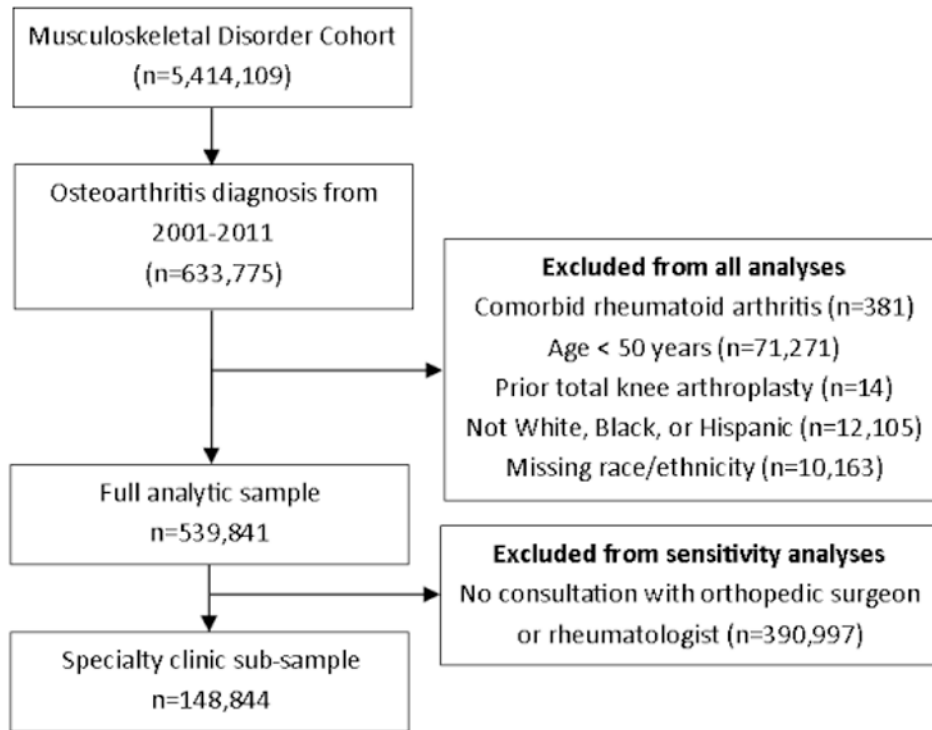 Musculoskeletal Disorder Cohort
(n=5,414,109)
Osteoarthritis diagnosis from
2001-2011
(n=633,775)
Excluded from all analyses
Comorbid rheumatoid arthritis (n=381)
Age < 50 years (n=71,271)
Prior total knee arthroplasty (n=14)
Not White, Black, or Hispanic (n=12,105)
Missing race/ethnicity (n=10,163)
Full analytic sample
n=539,841
Excluded from sensitivity analyses
No consultation with orthopedic surgeon
or rheumatologist (n=390,997)
Specialty clinic sub-sample
n=148,844